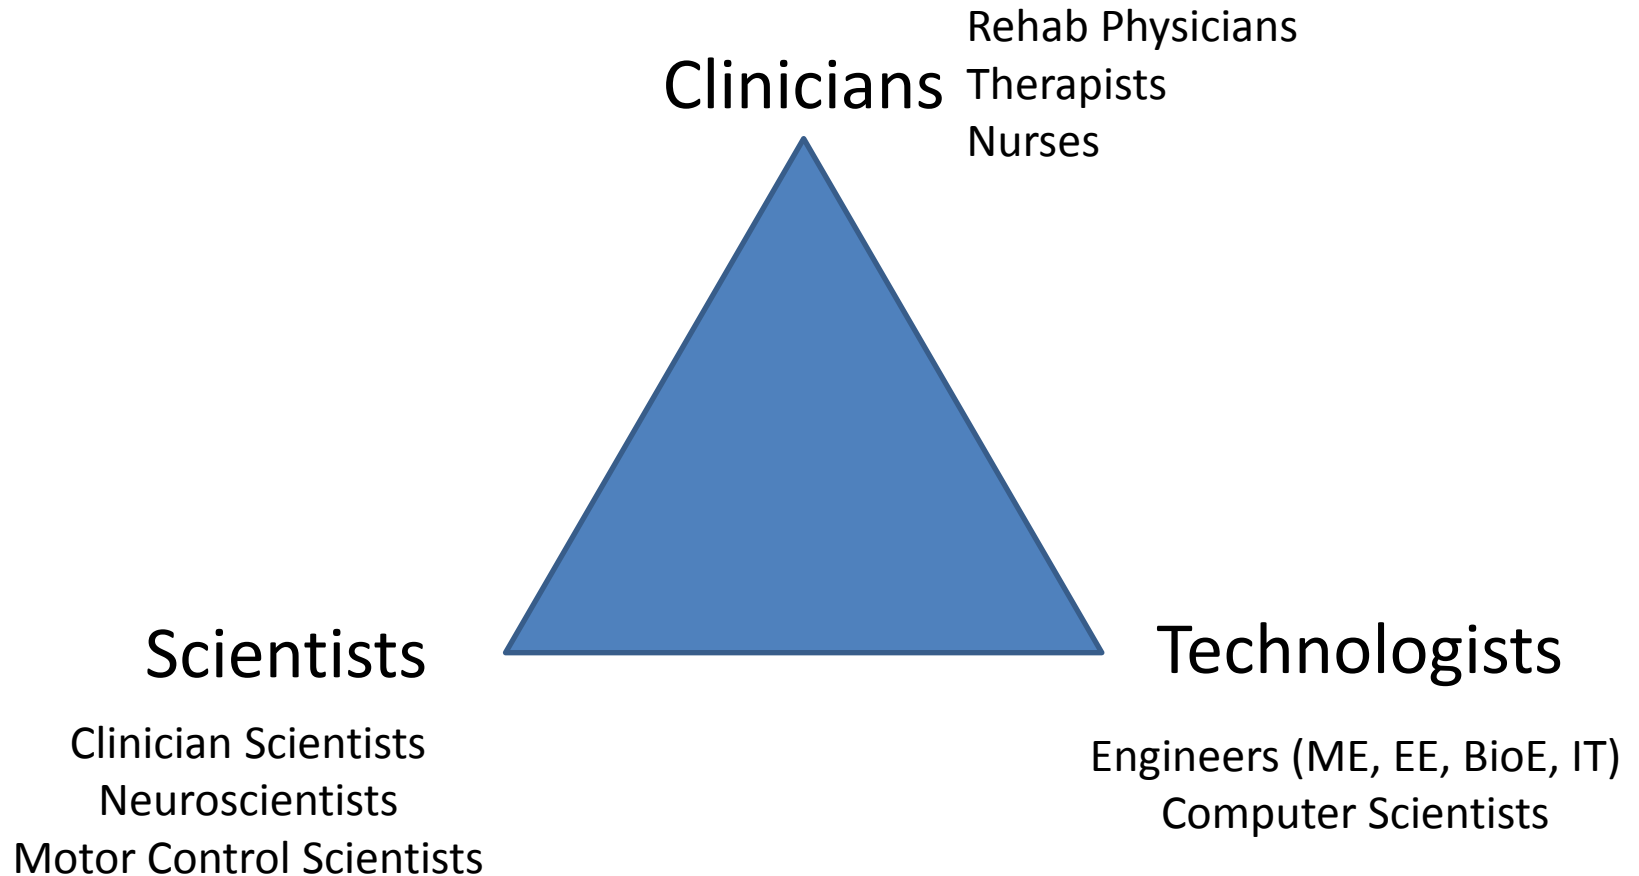 Clinicians
Rehab Physicians
Therapists
Nurses
Scientists
Clinician Scientists
Neuroscientists
Motor Control Scientists
Technologists
Engineers (ME, EE, BioE, IT)
Computer Scientists